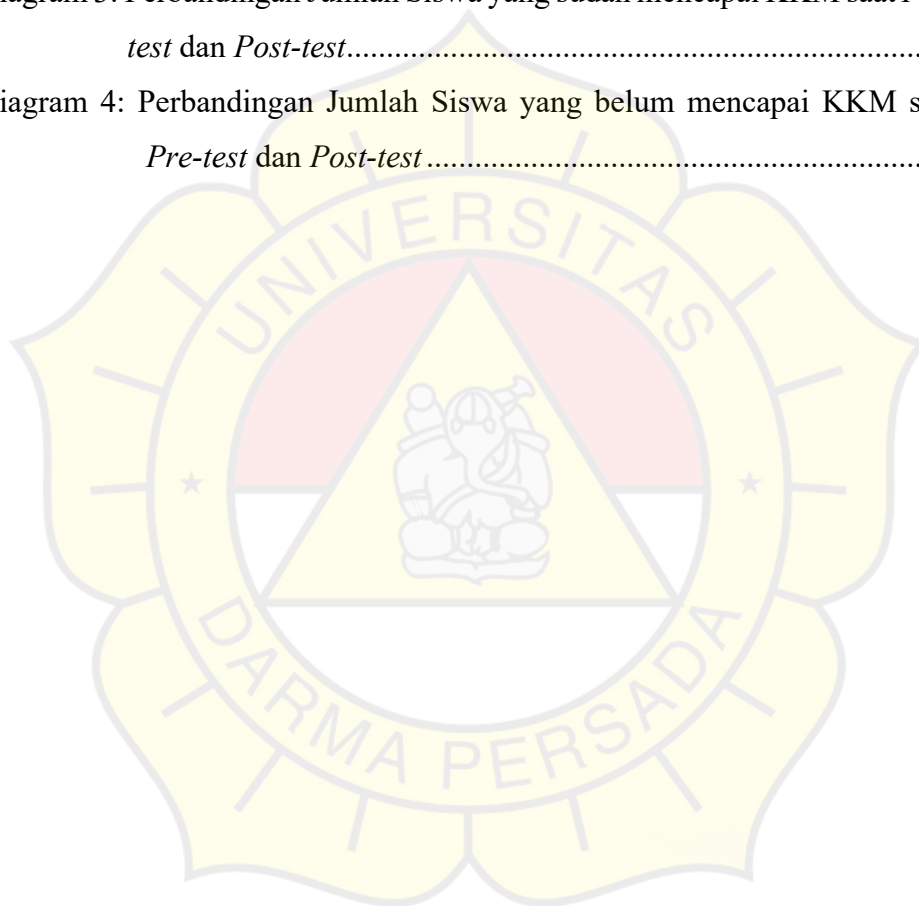 iagram 3: Perbandingan Jumlah Siswa yang sudah mencapai KKM saat
test dan Post-test
iagram 4: Perbandingan Jumlah Siswa yang belum mencapai KKM s
Pre-test dan Post-test
UNIVERSITAS
DARMA PERSADA